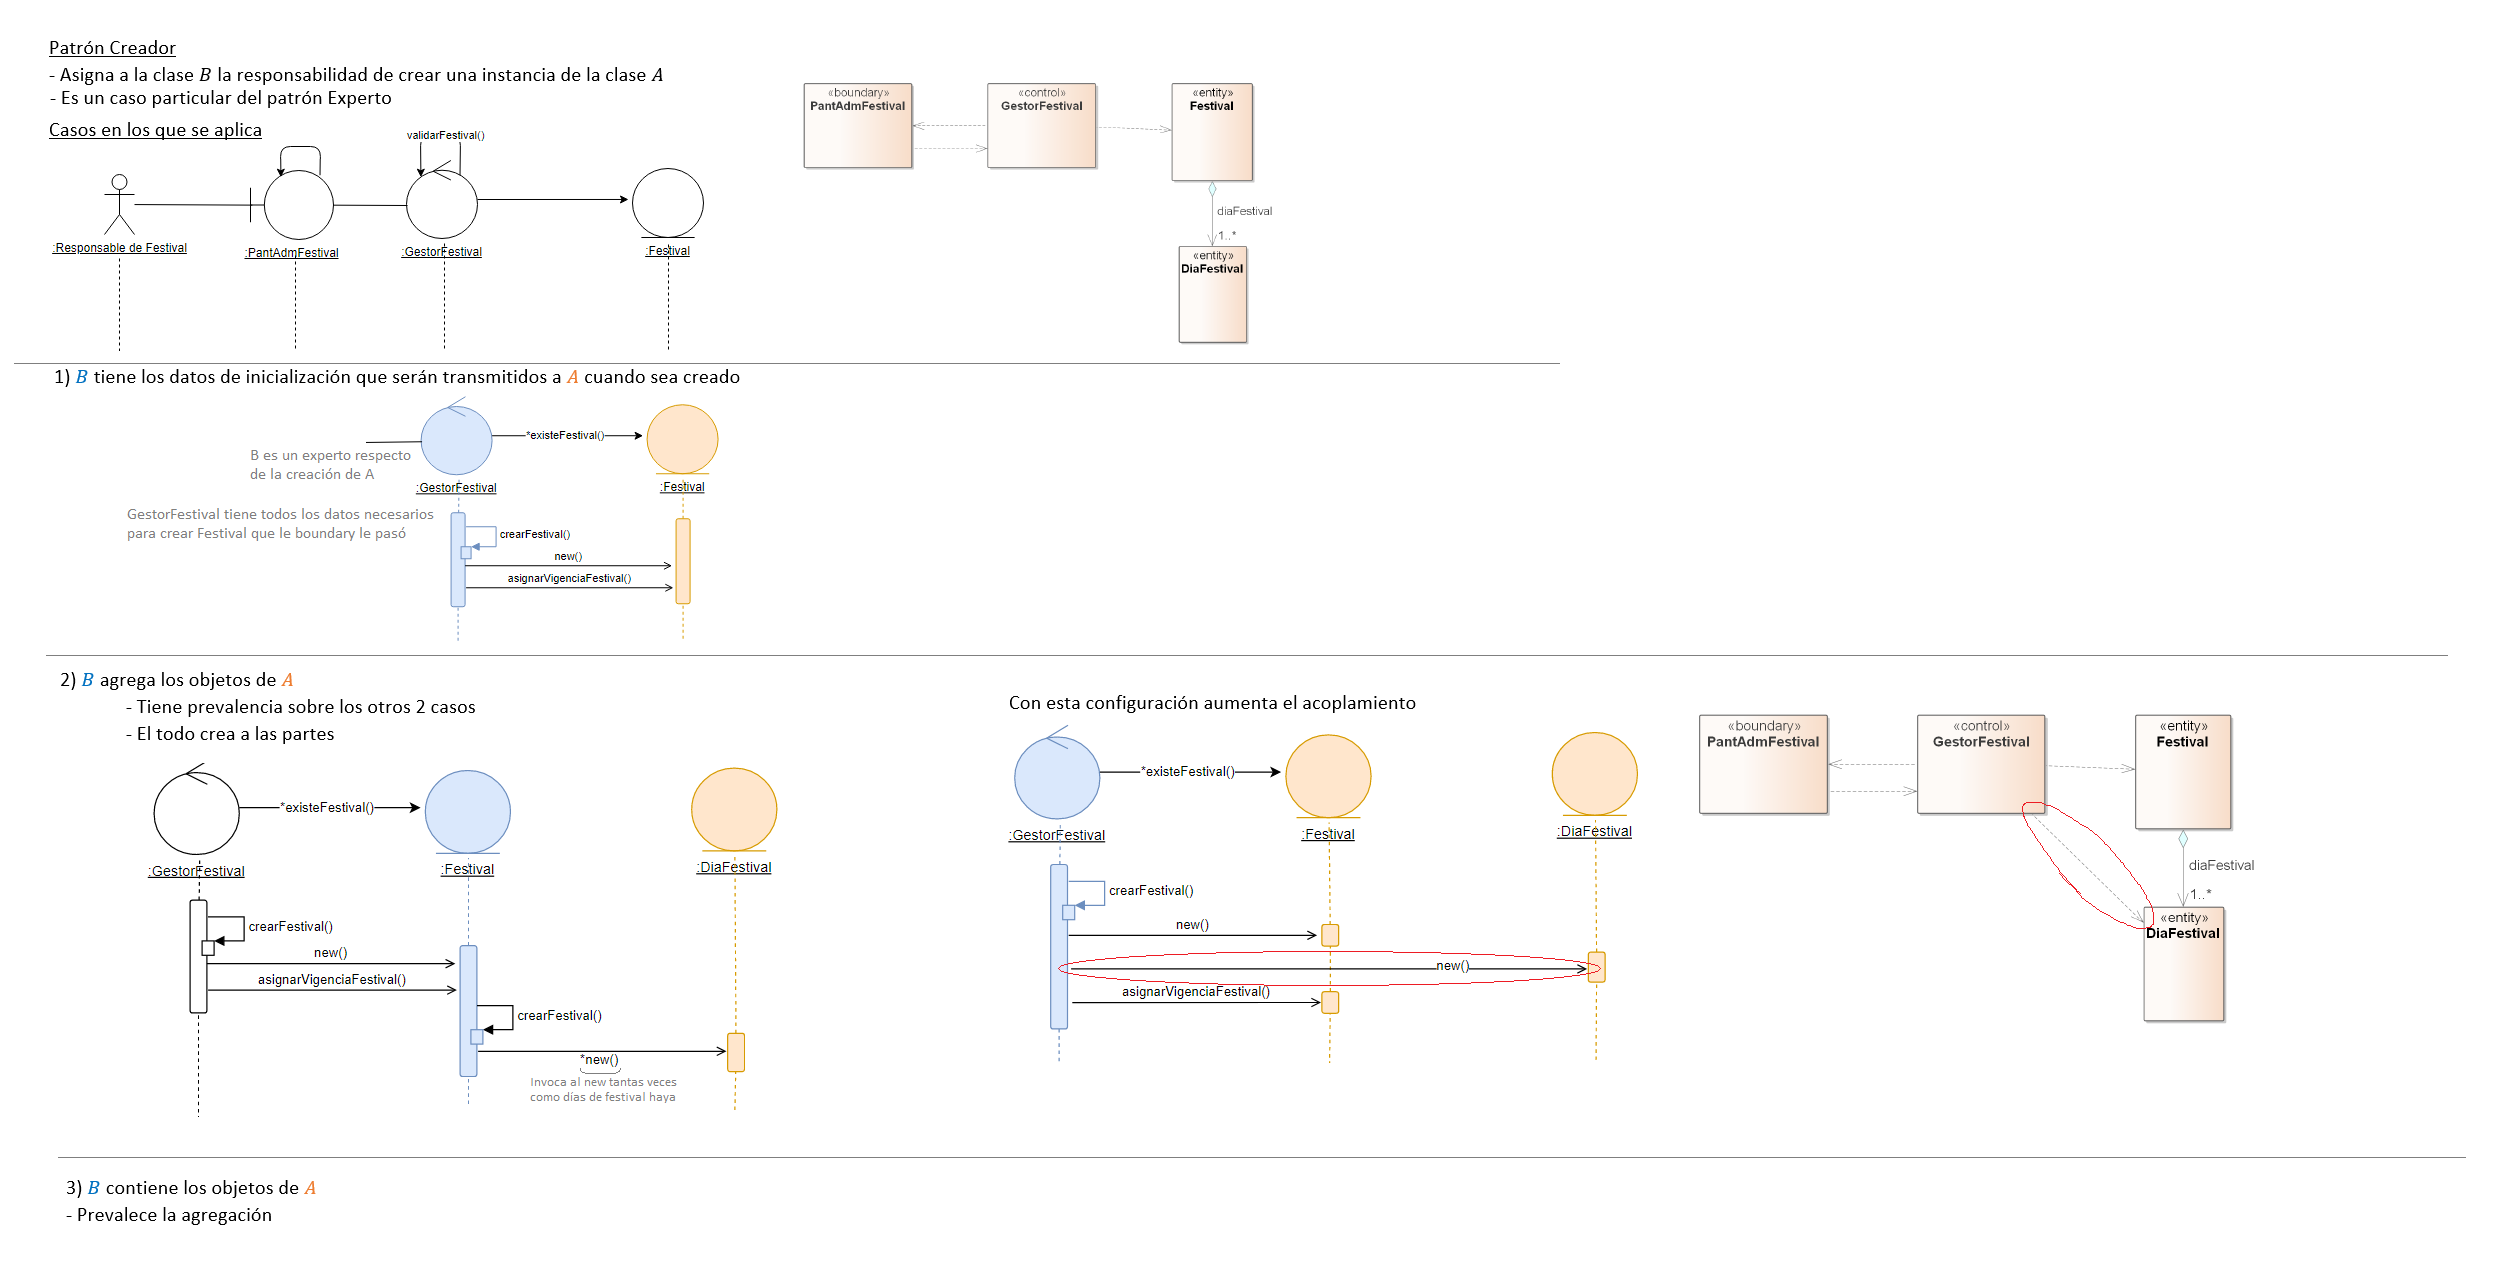 Patrón Creador
- Asigna a la clase B la responsabilidad de crear una instancia de la clase A
- Es un caso particular del patrón Experto
Casos en los que se aplica
validarFestival()
:Responsable de Festival
:PantAdmFestival
:GestorFestival
:Festival
«boundary»
PantAdmFestival
«control»
GestorFestival
«entity»
Festival
diaFestival
1..*
«entity»
DiaFestival
1) B tiene los datos de inicialización que serán transmitidos a A cuando sea creado
*existeFestival()
B es un experto respecto
de la creación de A
:GestorFestival
:Festival
GestorFestival tiene todos los datos necesarios
para crear Festival que le boundary le pasó
crearFestival()
new()
asignarVigenciaFestival()
2) B agrega los objetos de A
- Tiene prevalencia sobre los otros 2 casos
- El todo crea a las partes
*existeFestival()
:GestorFestival
:Festival
:DiaFestival
crearFestival()
new()
asignarVigenciaFestival()
crearFestival()
*new()
Invoca al new tantas veces
como días de festival haya
Con esta configuración aumenta el acoplamiento
*existeFestival()
:GestorFestival
:Festival
:DiaFestival
crearFestival()
new()
new()
asignarVigenciaFestival()
«boundary»
PantAdmFestival
«control»
GestorFestival
«entity»
Festival
diaFestival
1..*
«entity»
DiaFestival
3) B contiene los objetos de A
- Prevalece la agregación